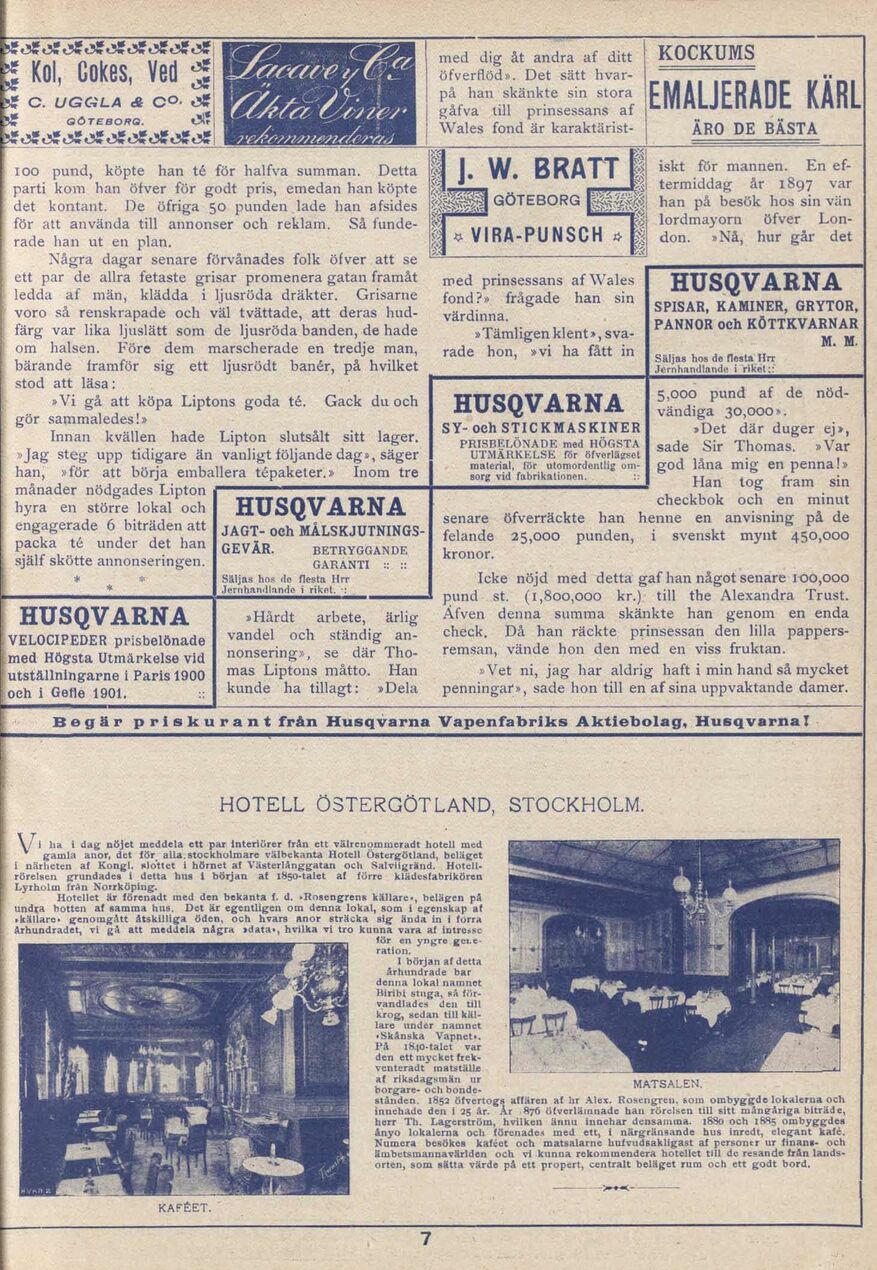 Kol, Cokes, Ved
C. UGGLA & Co.
GÖTEBORG.
Lacave y Ca
Äkta Viner
rekommenderas
med dig åt andra af ditt
öfverflöd». Det sätt hvar-
på han skänkte sin stora
gåfva till prinsessans af
Wales fond är karaktärist-
KOCKUMS
EMALJERADE KÄRL
ÄRO DE BÄSTA
100 pund, köpte han té för halfva summan. Detta
parti kom han öfver för godt pris, emedan han köpte
det kontant. De öfriga 50 punden lade han afsides
för att använda till annonser och reklam. Så funde-
rade han ut en plan.
Några dagar senare förvånades folk öfver att se
ett par de allra fetaste grisar promenera gatan framåt
ledda af män, klädda i ljusröda dräkter. Grisarne
voro så renskrapade och väl tvättade, att deras hud-
färg var lika ljuslätt som de ljusröda banden, de hade
om halsen. Före dem marscherade en tredje man,
bärande framför sig ett ljusrödt banér, på hvilket
stod att läsa:
»Vi gå att köpa Liptons goda té. Gack du och
gör sammaledes!»
Innan kvällen hade Lipton slutsålt sitt lager.
»Jag steg upp tidigare än vanligt följande dag», säger
han, »för att börja emballera tépaketer.» Inom tre
månader nödgades Lipton
hyra en större lokal och
engagerade 6 biträden att
packa té under det han
själf skötte annonseringen.
* *
*
HUSQVARNA
VELOCIPEDER prisbelönade
med Högsta Utmärkelse vid
utställningarne i Paris 1900
och i Gefle 1901. ::
HUSQVARNA
JAGT- och MÅLSKJUTNINGS-
GEVÄR. BETRYGGANDE
GARANTI :: ::
Säljas hos de flesta Hrr
Jernhandlande i riket. ::
»Hårdt arbete, ärlig
vandel och ständig an-
nonsering», se där Tho-
mas Liptons måtto. Han
kunde ha tillagt: »Dela
J. W. BRATT
GÖTEBORG
VIRA-PUNSCH
iskt för mannen. En ef-
termiddag år 1897 var
han på besök hos sin vän
lordmayorn öfver Lon-
don. »Nå, hur går det
med prinsessans af Wales
fond?» frågade han sin
värdinna.
»Tämligen klent», sva-
rade hon, »vi ha fått in
HUSQVARNA
SPISAR, KAMINER, GRYTOR,
PANNOR och KÖTTKVARNAR
M. M.
Säljas hos de flesta Hrr
Jernhandlande i riket ::
HUSQVARNA
SY- och STICKMASKINER
PRISBELÖNADE med HÖGSTA
UTMÄRKELSE för öfverlägset
material, för utomordentlig om-
sorg vid fabrikationen. ::
5,000 pund af de nöd-
vändiga 30,000».
»Det där duger ej»,
sade Sir Thomas. »Var
god låna mig en penna!»
Han tog fram sin
checkbok och en minut
senare öfverräckte han henne en anvisning på de
felande 25,000 punden, i svenskt mynt 450,000
kronor.
Icke nöjd med detta gaf han något senare 100,000
pund st. (1,800,000 kr.) till the Alexandra Trust.
Äfven denna summa skänkte han genom en enda
check. Då han räckte prinsessan den lilla pappers-
remsan, vände hon den med en viss fruktan.
»Vet ni, jag har aldrig haft i min hand så mycket
penningar», sade hon till en af sina uppvaktande damer.
Begär priskurant från Husqvarna Vapenfabriks Aktiebolag, Husqvarna!
HOTELL ÖSTERGÖTLAND, STOCKHOLM.
Vi ha i dag nöjet meddela ett par interiörer från ett välrenommeradt hotell med
gamla anor, det för alla stockholmare välbekanta Hotell Östergötland, beläget
i närheten af Kongl. slottet i hörnet af Västerlånggatan och Salviigränd. Hotell-
rörelsen grundades i detta hus i början af 1850-talet af förre klädesfabrikören
Lyrholm från Norrköping.
Hotellet är förenadt med den bekanta f. d. »Rosengrens källare», belägen på
undra botten af samma hus. Det är egentligen om denna lokal, som i egenskap af
»källare» genomgått åtskilliga öden, och hvars anor sträcka sig ända in i förra
århundradet, vi gå att meddela några »data», hvilka vi tro kunna vara af intresse
för en yngre gene-
ration.
I början af detta
århundrade bar
denna lokal namnet
Biribi stuga, så för-
vandlades den till
krog, sedan till käl-
lare under namnet
»Skånska Vapnet».
På 1840-talet var
den ett mycket frek-
venteradt matställe
af riksdagsmän ur
borgare- och bonde-
stånden. 1852 öfvertogs affären af hr Alex. Rosengren, som ombyggde lokalerna och
innehade den i 25 år. År 876 öfverlämnade han rörelsen till sitt mångåriga biträde,
herr Th. Lagerström, hvilken ännu innehar densamma. 1880 och 1885 ombyggdes
ånyo lokalerna och förenades med ett, i närgränsande hus inredt, elegant kafé.
Numera besökes kaféet och matsalarne hufvudsakligast af personer ur finans- och
ämbetsmannavärlden och vi kunna rekommendera hotellet till de resande från lands-
orten, som sätta värde på ett propert, centralt beläget rum och ett godt bord.
MATSALEN.
KAFÉET.
7